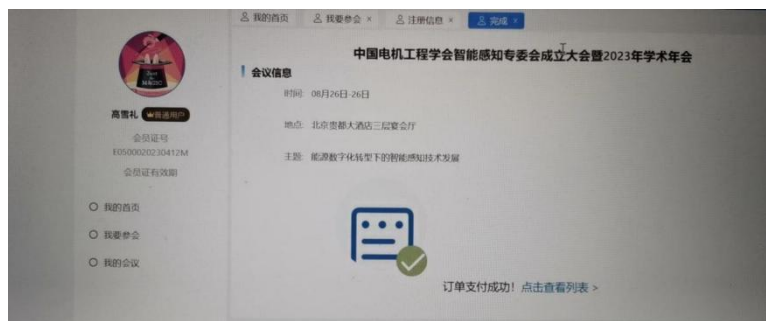 我的首页
我要参会 ×
注册信息 ×
完成 ×
中国电机工程学会智能感知专委会成立大会暨2023年学术年会
会议信息
时间: 08月26日-26日
地点: 北京贵都大酒店三层宴会厅
主题: 能源数字化转型下的智能感知技术发展
高雪礼 普通用户
会员证号
E0500020230412M
会员证有效期
我的首页
我要参会
我的会议
订单支付成功！点击查看列表 >